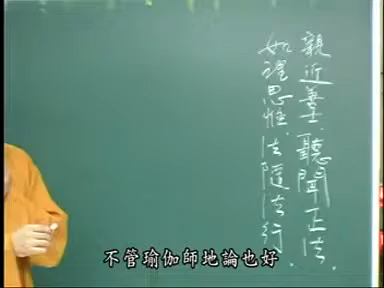 親近善士、聽聞正法、
如理思惟、法隨法行、
不管瑜伽師地論也好